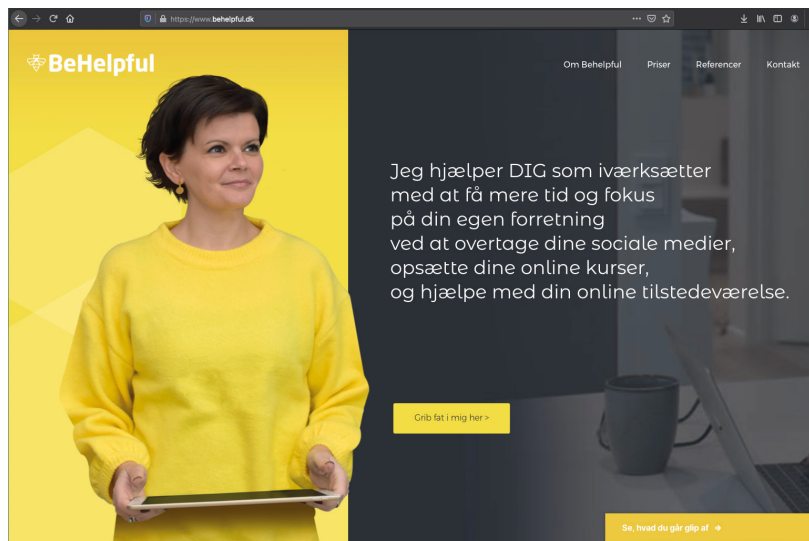 https://www.behelpful.dk
BeHelpful
Om Behelpful
Priser
Referencer
Kontakt
Jeg hjælper DIG som iværksætter
med at få mere tid og fokus
på din egen forretning
ved at overtage dine sociale medier,
opsætte dine online kurser,
og hjælpe med din online tilstedeværelse.
Grib fat i mig her >
Se, hvad du går glip af →